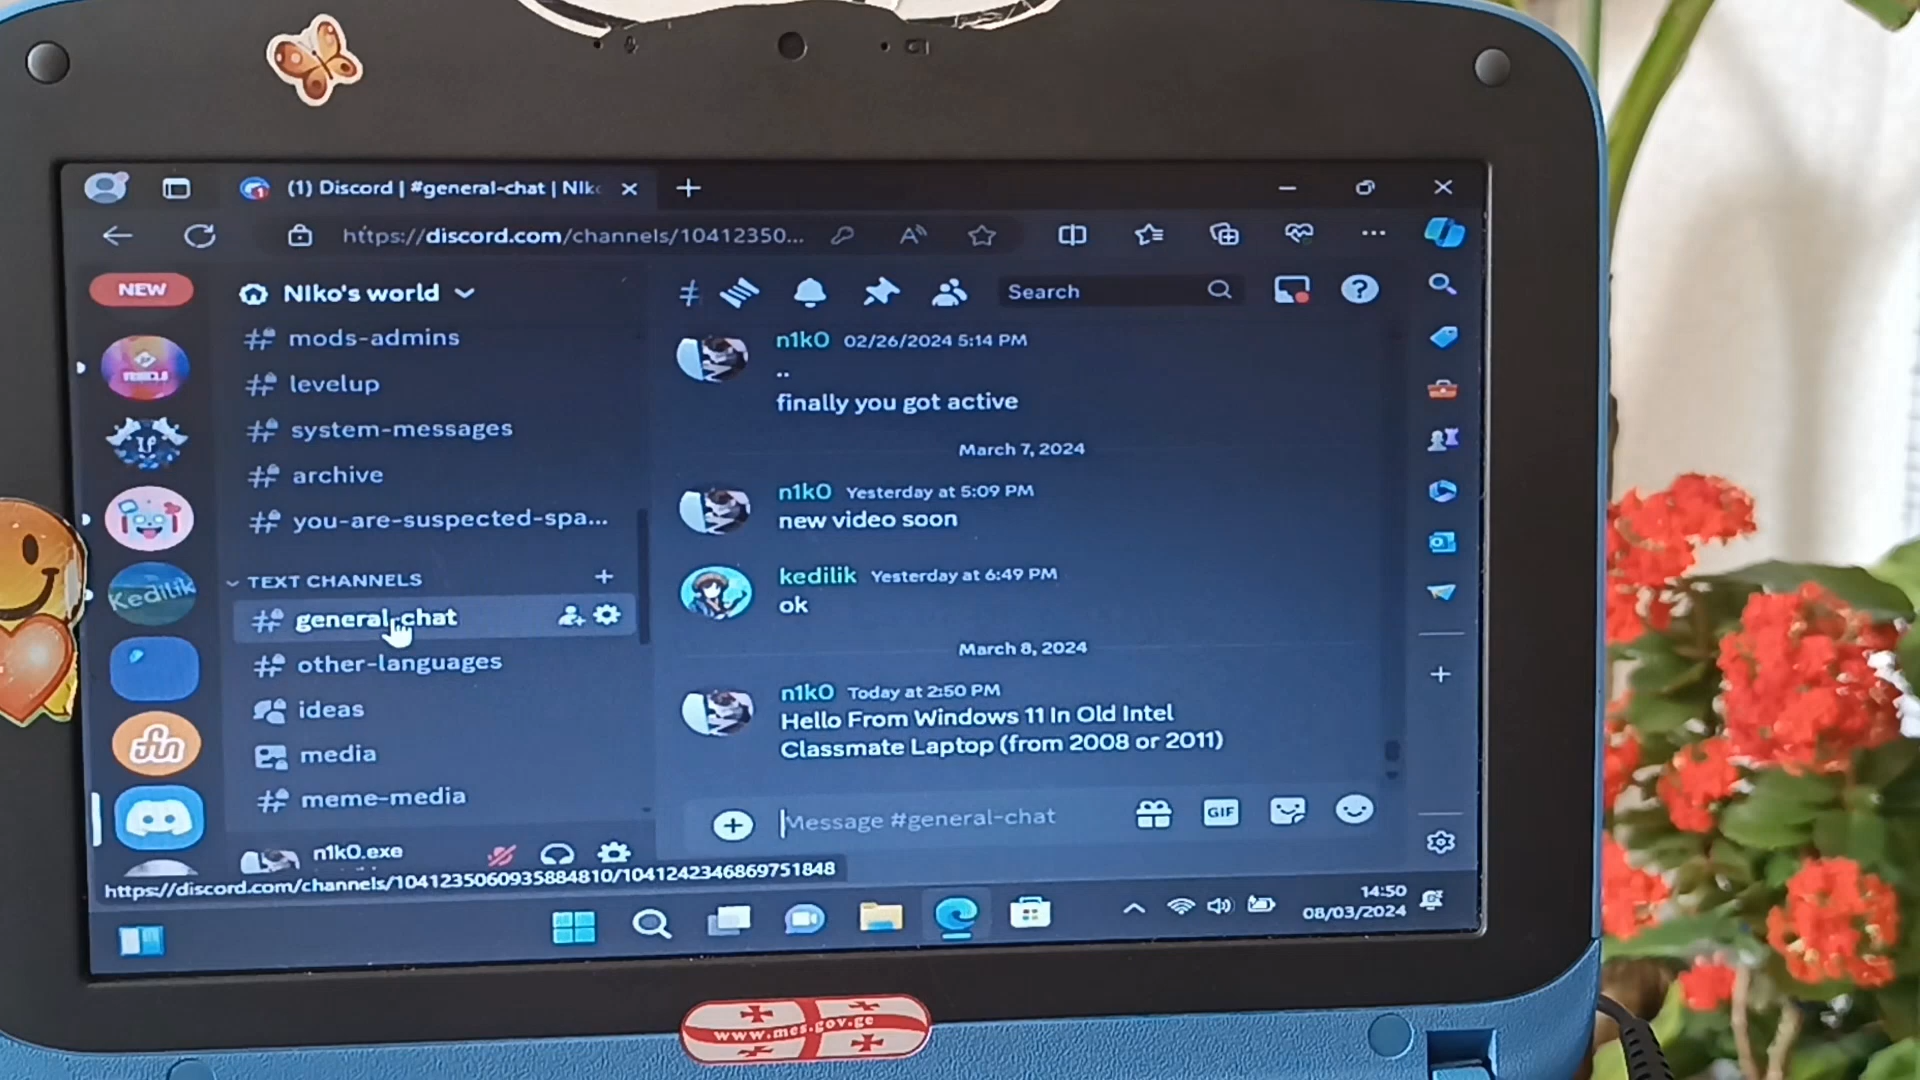 (1) Discord | #general-chat | NIk
https://discord.com/channels/10412350...
NEW
NIko's world
Search
mods-admins
levelup
system-messages
archive
you-are-suspected-spa...
TEXT CHANNELS
general-chat
other-languages
ideas
media
meme-media
n1k0 02/26/2024 5:14 PM
..
finally you got active
March 7, 2024
n1k0 Yesterday at 5:09 PM
new video soon
kedilik Yesterday at 6:49 PM
ok
March 8, 2024
n1k0 Today at 2:50 PM
Hello From Windows 11 In Old Intel
Classmate Laptop (from 2008 or 2011)
Message #general-chat
GIF
Kedilik
n1k0.exe
https://discord.com/channels/1041235060935884810/1041242346869751848
14:50
08/03/2024
www.mes.gov.ge